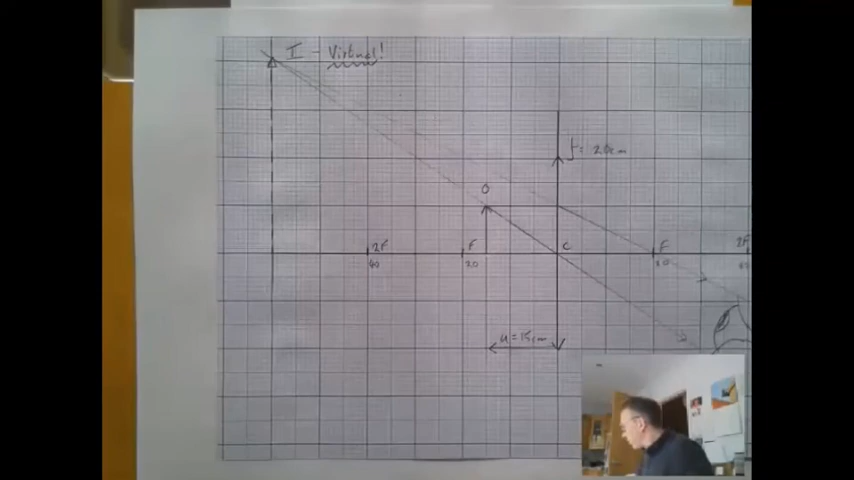 I - Virtual!
f = 20cm
O
2F
F
C
F
2F
40
20
20
u = 15cm